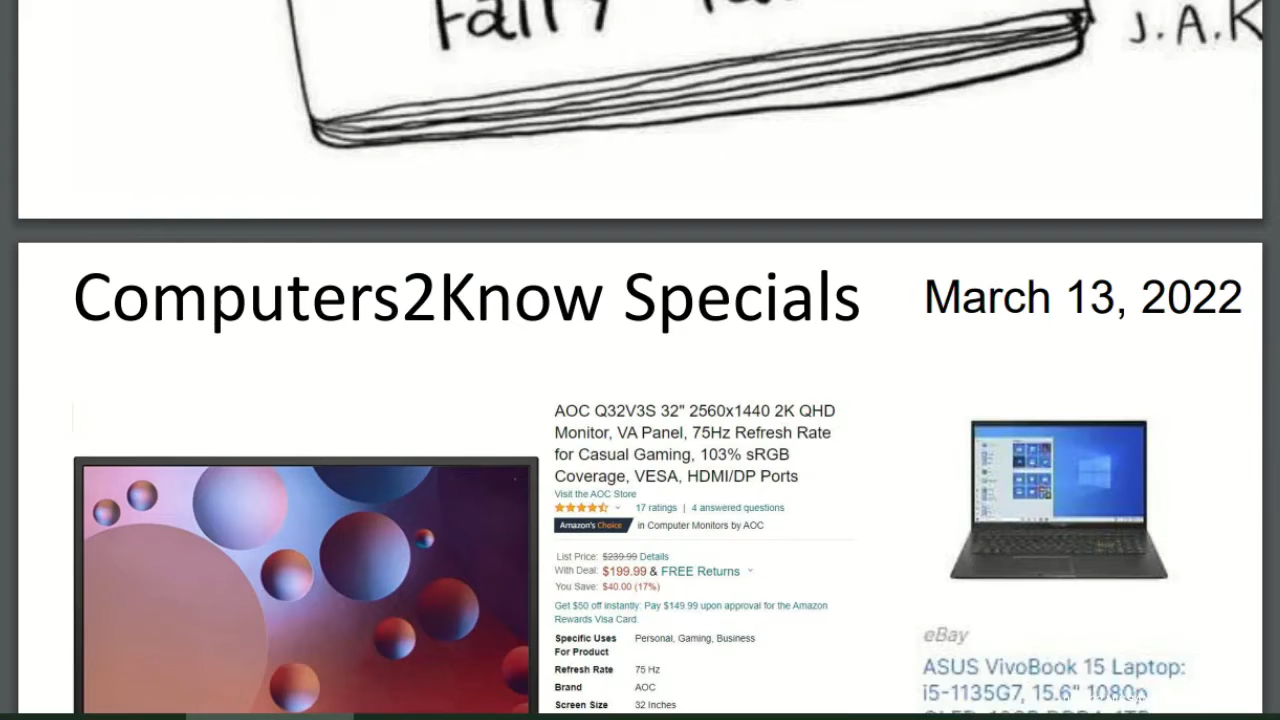 Fairy
J.A.K
Computers2Know Specials
March 13, 2022
AOC Q32V3S 32" 2560x1440 2K QHD
Monitor, VA Panel, 75Hz Refresh Rate
for Casual Gaming, 103% sRGB
Coverage, VESA, HDMI/DP Ports
Visit the AOC Store
17 ratings | 4 answered questions
Amazon's Choice in Computer Monitors by AOC
List Price: $239.99 Details
With Deal: $199.99 & FREE Returns
You Save: $40.00 (17%)
Get $50 off instantly: Pay $149.99 upon approval for the Amazon
Rewards Visa Card.
Specific Uses For Product Personal, Gaming, Business
Refresh Rate 75 Hz
Brand AOC
Screen Size 32 Inches
eBay
ASUS VivoBook 15 Laptop:
i5-1135G7, 15.6" 1080p